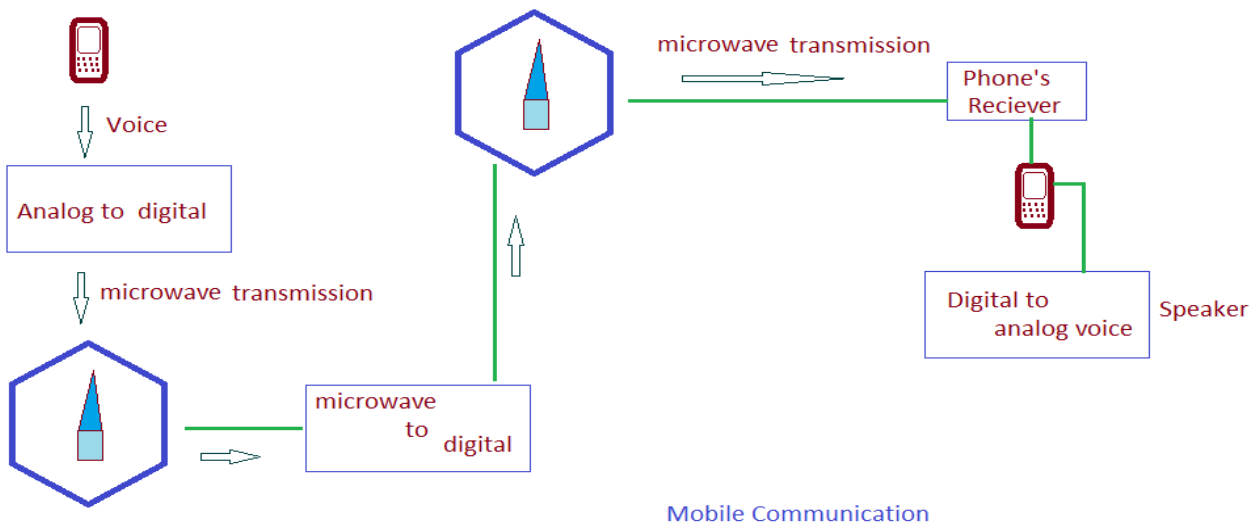 Voice
Analog to digital
microwave transmission
microwave
to
digital
microwave transmission
Phone's
Reciever
Digital to
analog voice
Speaker
Mobile Communication